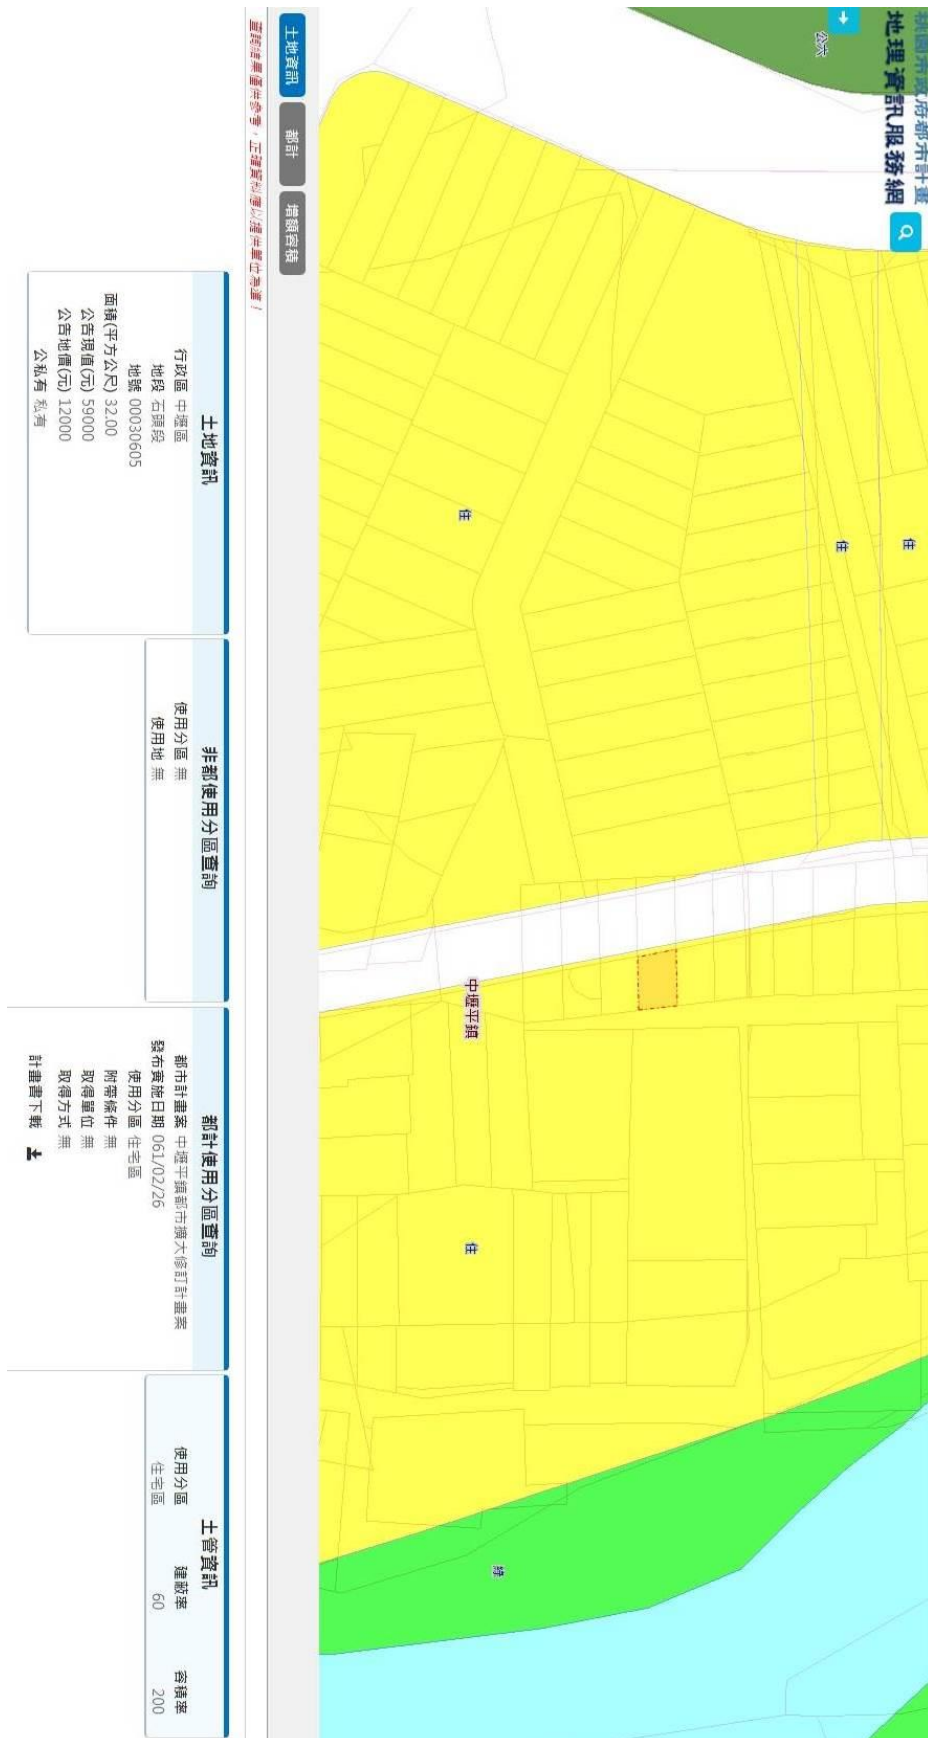 桃園市政府都市計畫
地理資訊服務網
公六
住
住
住
中壢平鎮
住
綠
土地資訊
都計
增額容積
查詢結果僅供參考，正確資料應以提供單位為準！
土地資訊
行政區 中壢區
地段 石頭段
地號 00030605
面積(平方公尺) 32.00
公告現值(元) 59000
公告地價(元) 12000
公私有 私有
非都使用分區查詢
使用分區 無
使用地 無
都計使用分區查詢
都市計畫案 中壢平鎮都市擴大修訂計畫案
發布實施日期 061/02/26
使用分區 住宅區
附帶條件 無
取得單位 無
取得方式 無
計畫書下載
土管資訊
使用分區 建蔽率 容積率
住宅區 60 200